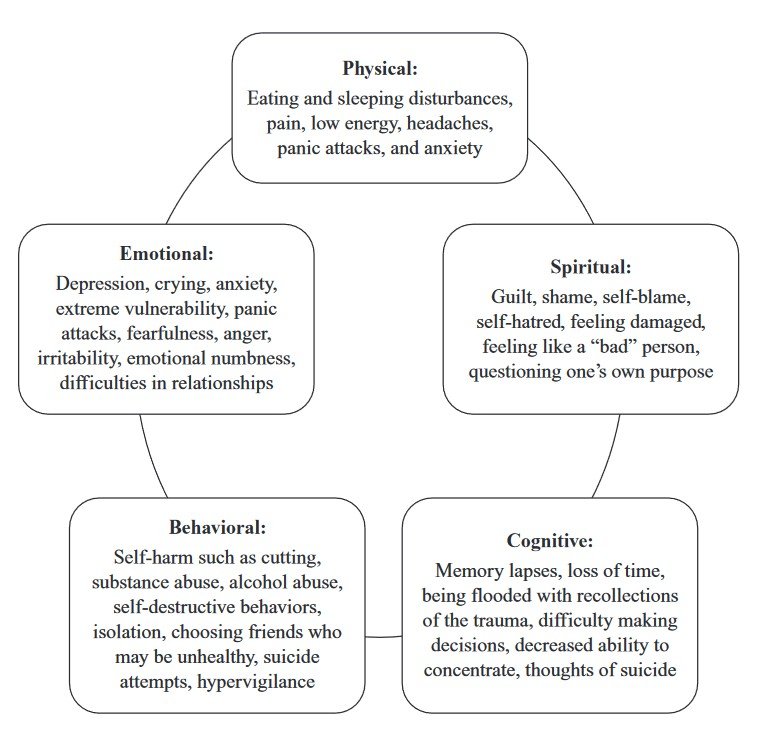 Physical:
Eating and sleeping disturbances,
pain, low energy, headaches,
panic attacks, and anxiety
Emotional:
Depression, crying, anxiety,
extreme vulnerability, panic
attacks, fearfulness, anger,
irritability, emotional numbness,
difficulties in relationships
Spiritual:
Guilt, shame, self-blame,
self-hatred, feeling damaged,
feeling like a “bad” person,
questioning one’s own purpose
Behavioral:
Self-harm such as cutting,
substance abuse, alcohol abuse,
self-destructive behaviors,
isolation, choosing friends who
may be unhealthy, suicide
attempts, hypervigilance
Cognitive:
Memory lapses, loss of time,
being flooded with recollections
of the trauma, difficulty making
decisions, decreased ability to
concentrate, thoughts of suicide